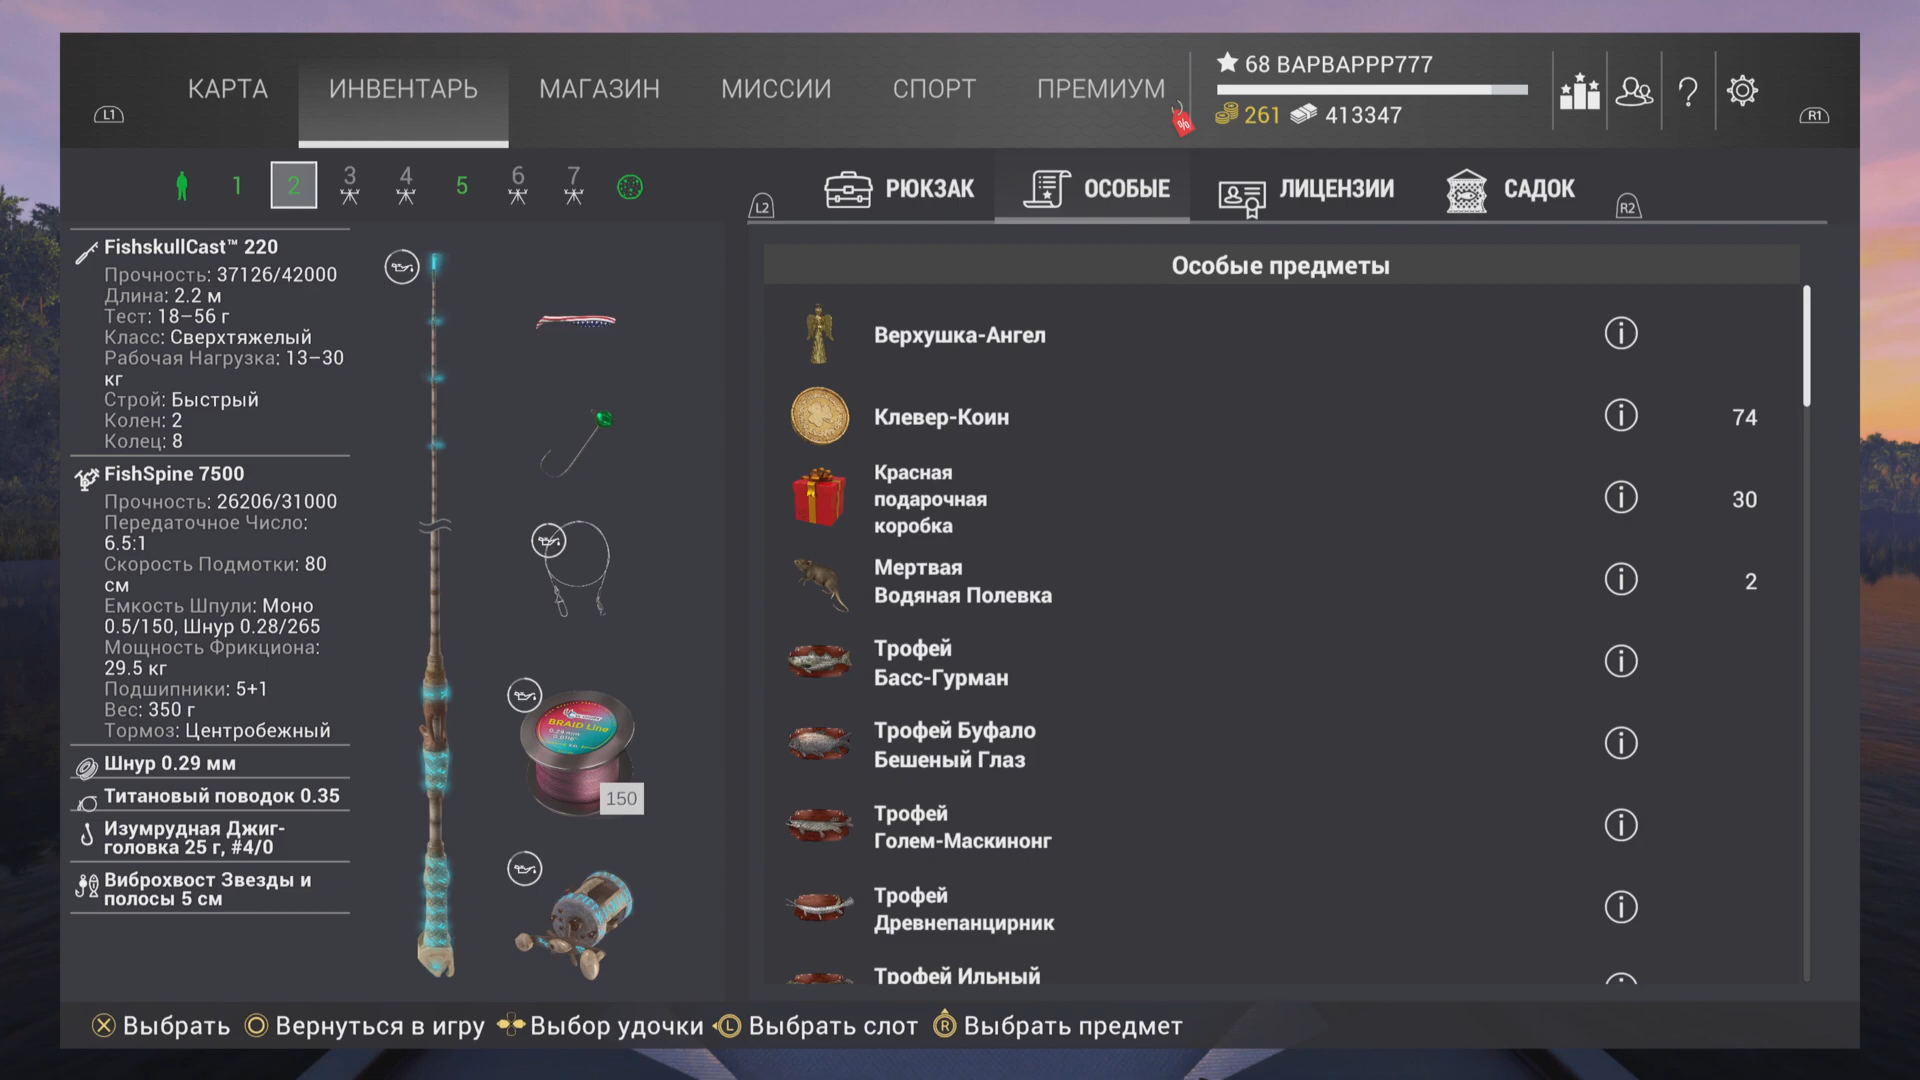 L1
КАРТА
ИНВЕНТАРЬ
МАГАЗИН
МИССИИ
СПОРТ
ПРЕМИУМ
%
68 ВАРВАРРР777
261 413347
?
R1
1 2 3 4 5 6 7
L2
РЮКЗАК
ОСОБЫЕ
ЛИЦЕНЗИИ
САДОК
R2
FishskullCast™ 220
Прочность: 37126/42000
Длина: 2.2 м
Тест: 18–56 г
Класс: Сверхтяжелый
Рабочая Нагрузка: 13–30
кг
Строй: Быстрый
Колен: 2
Колец: 8
FishSpine 7500
Прочность: 26206/31000
Передаточное Число:
6.5:1
Скорость Подмотки: 80
см
Емкость Шпули: Моно
0.5/150, Шнур 0.28/265
Мощность Фрикциона:
29.5 кг
Подшипники: 5+1
Вес: 350 г
Тормоз: Центробежный
Шнур 0.29 мм
Титановый поводок 0.35
Изумрудная Джиг-
головка 25 г, #4/0
Виброхвост Звезды и
полосы 5 см
BRAID Line
0.29 mm
150
Особые предметы
Верхушка-Ангел
Клевер-Коин
74
Красная
подарочная
коробка
30
Мертвая
Водяная Полевка
2
Трофей
Басс-Гурман
Трофей Буфало
Бешеный Глаз
Трофей
Голем-Маскинонг
Трофей
Древнепанцирник
Трофей Ильный
Выбрать
Вернуться в игру
Выбор удочки
L Выбрать слот
R Выбрать предмет